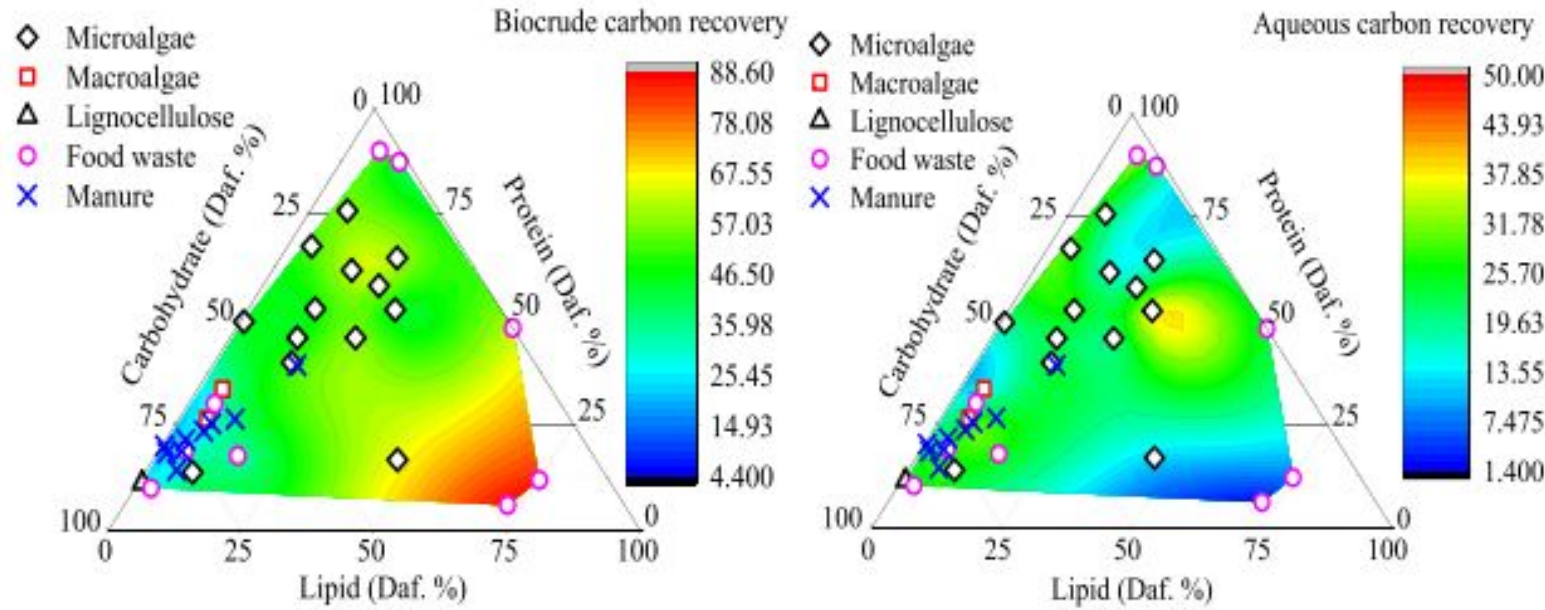 Biocrude carbon recovery
Microalgae
Macroalgae
Lignocellulose
Food waste
Manure
0 100
25
75
50
50
75
25
100
0
Carbohydrate (Daf. %)
Protein (Daf. %)
0 25 50 75 100
Lipid (Daf. %)
88.60
78.08
67.55
57.03
46.50
35.98
25.45
14.93
4.400
Aqueous carbon recovery
Microalgae
Macroalgae
Lignocellulose
Food waste
Manure
0 100
25
75
50
50
75
25
100
0
Carbohydrate (Daf. %)
Protein (Daf. %)
0 25 50 75 100
Lipid (Daf. %)
50.00
43.93
37.85
31.78
25.70
19.63
13.55
7.475
1.400